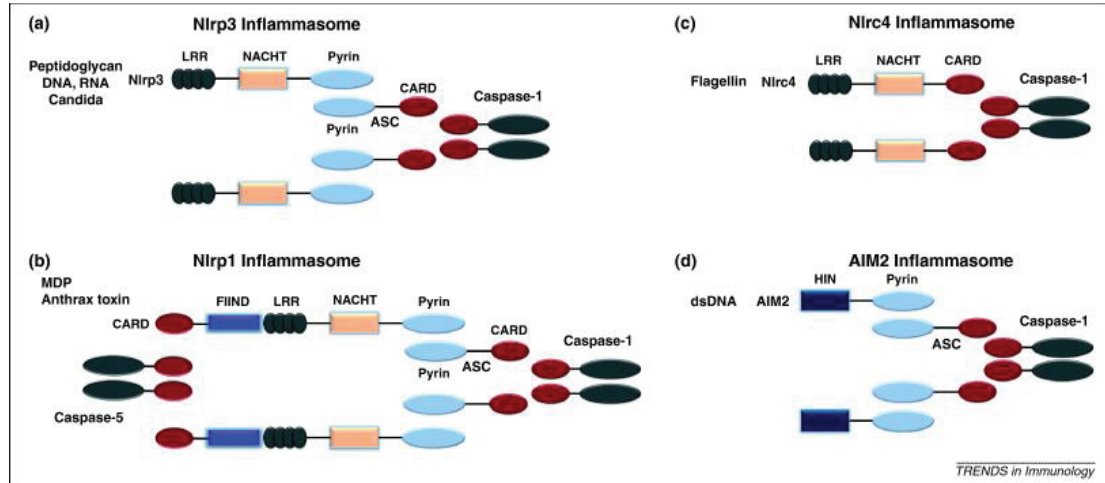 (a)
Nlrp3 Inflammasome
LRR NACHT Pyrin
Peptidoglycan
DNA, RNA
Candida
Nlrp3
CARD
Caspase-1
ASC
Pyrin
(b)
Nlrp1 Inflammasome
MDP
Anthrax toxin
FIIND LRR NACHT Pyrin
CARD
CARD
Caspase-1
ASC
Pyrin
Caspase-5
(c)
Nlrc4 Inflammasome
LRR NACHT CARD
Flagellin Nlrc4
Caspase-1
(d)
AIM2 Inflammasome
HIN Pyrin
dsDNA AIM2
Caspase-1
ASC
TRENDS in Immunology